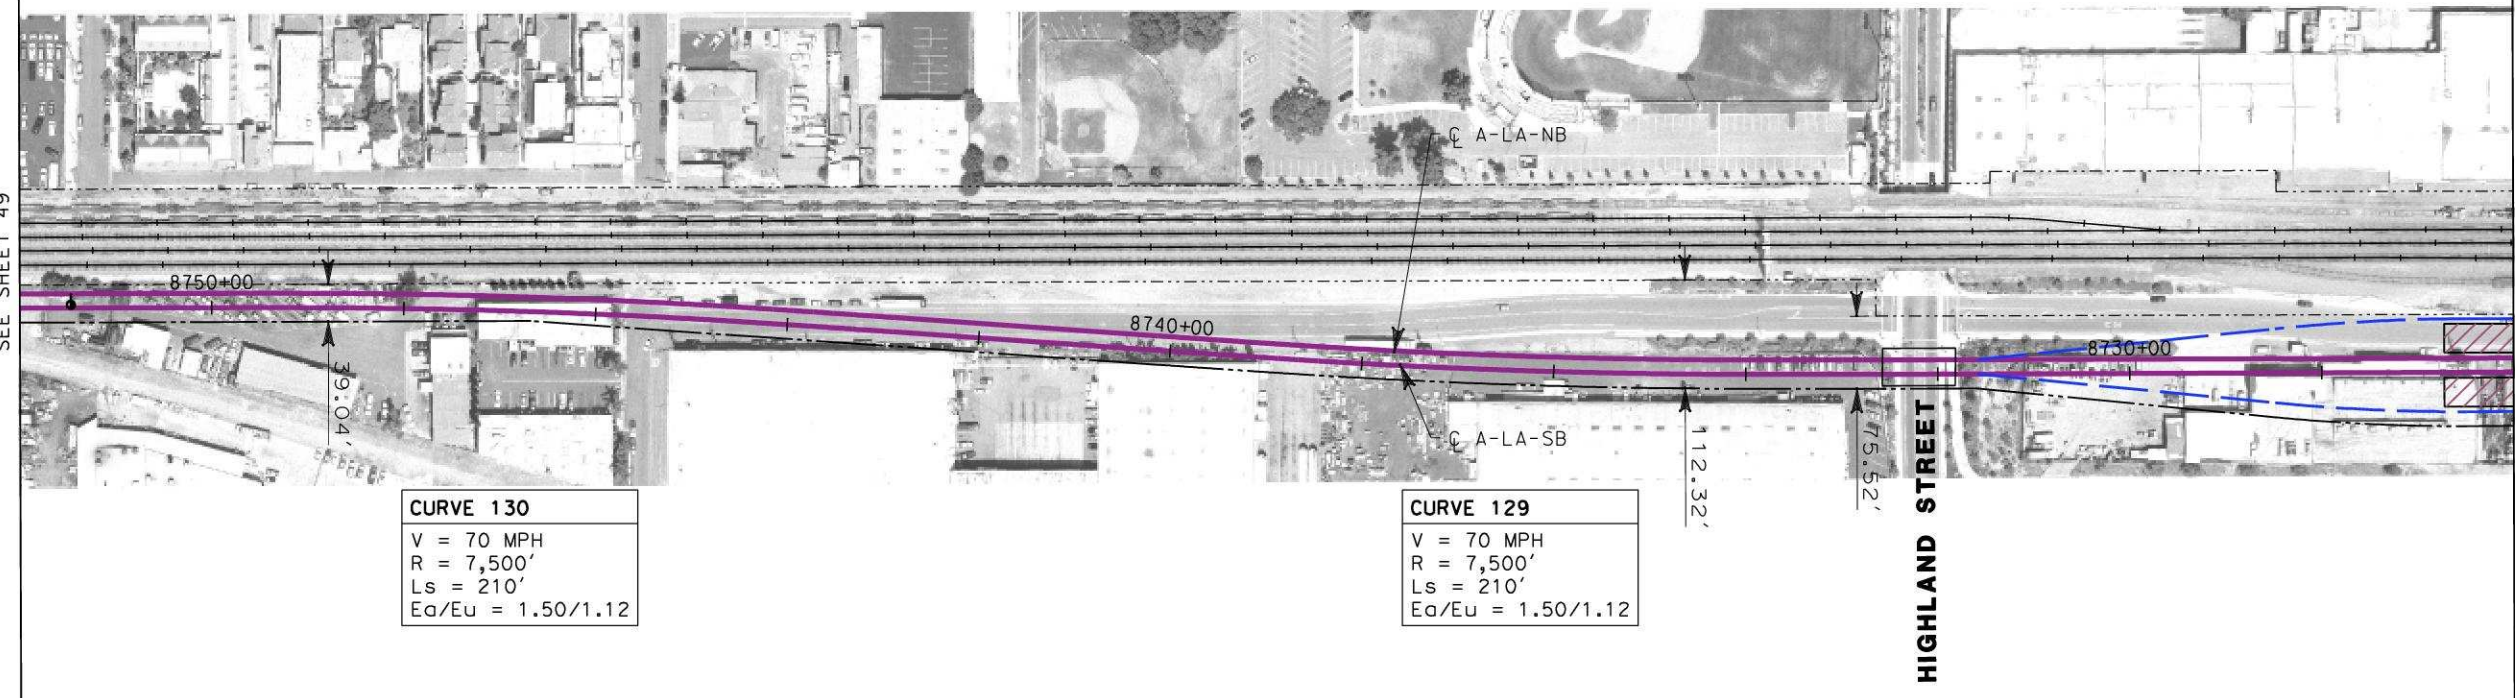 SEE SHEET 49
℄ A-LA-NB
8750+00
8740+00
8730+00
39.04'
℄ A-LA-SB
112.32'
75.52'
HIGHLAND STREET
CURVE 130
V = 70 MPH
R = 7,500'
Ls = 210'
Ea/Eu = 1.50/1.12
CURVE 129
V = 70 MPH
R = 7,500'
Ls = 210'
Ea/Eu = 1.50/1.12